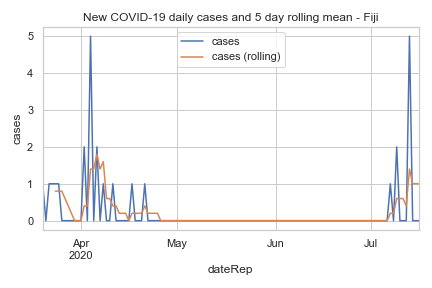 New COVID-19 daily cases and 5 day rolling mean - Fiji
cases
cases (rolling)
5
4
3
2
1
0
cases
Apr
2020
May
Jun
Jul
dateRep